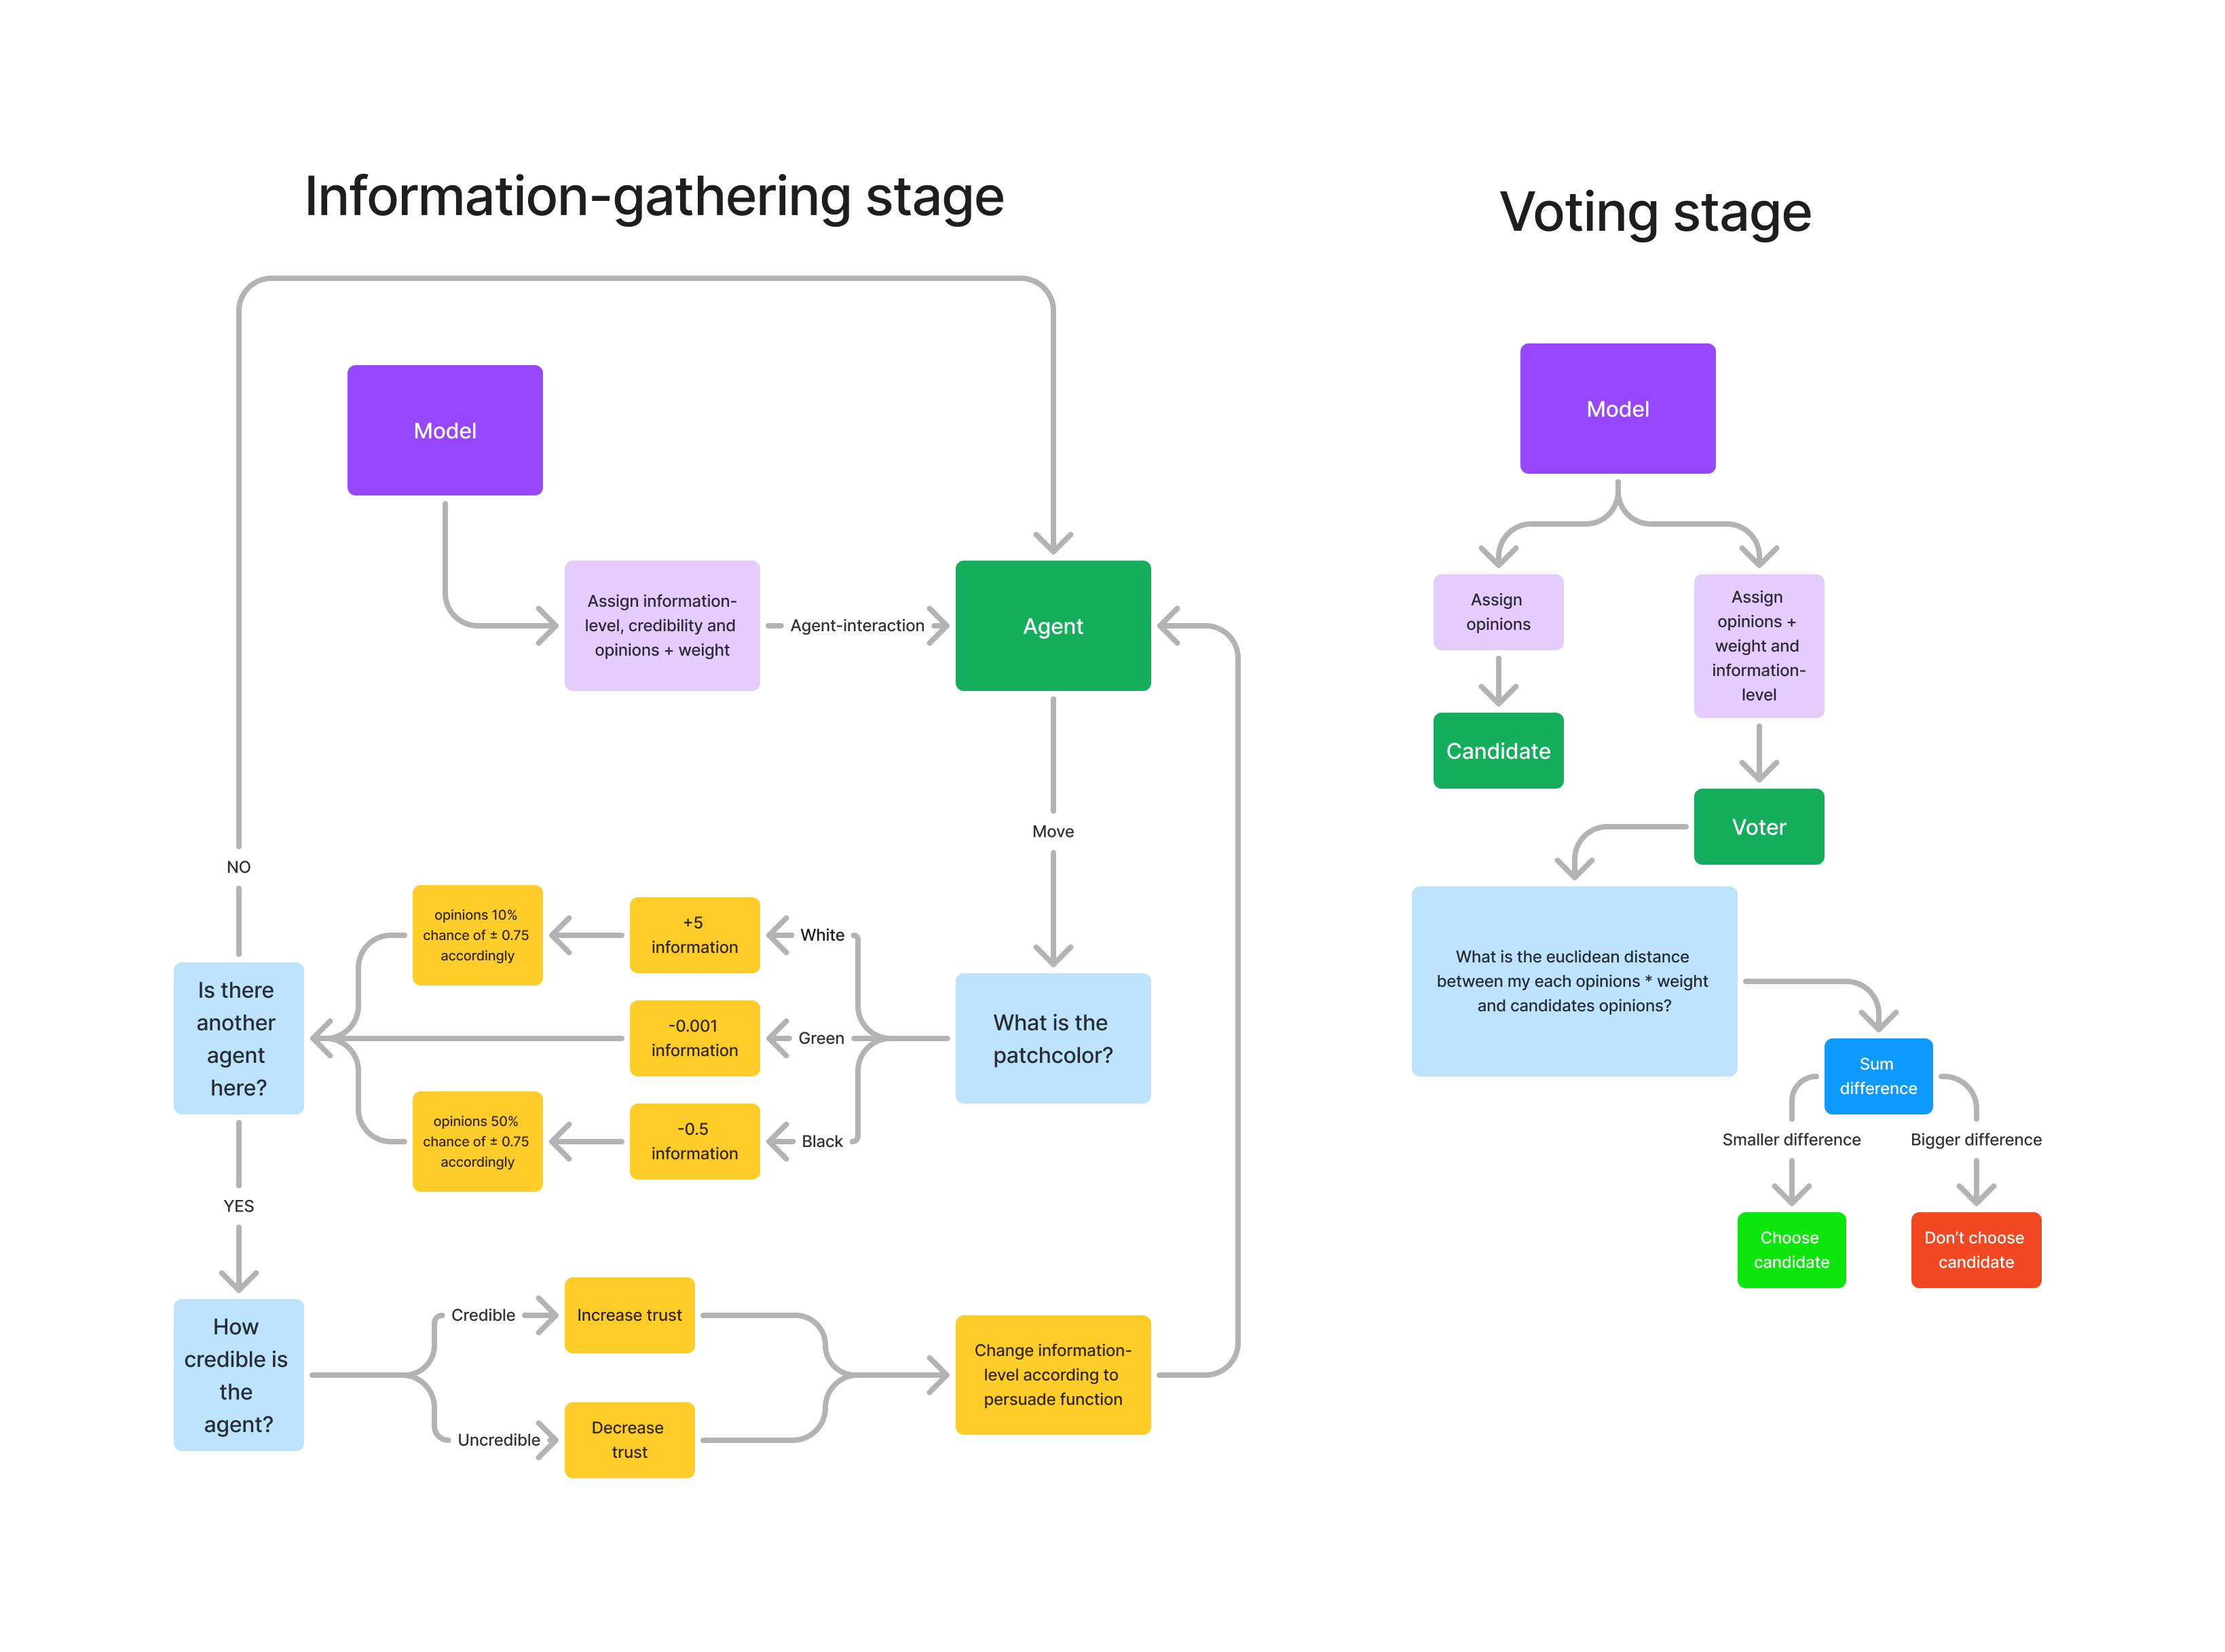 Information-gathering stage
Model
Assign information-
level, credibility and
opinions + weight
Agent-interaction
Agent
Move
NO
opinions 10%
chance of ± 0.75
accordingly
+5
information
White
Is there
another
agent
here?
-0.001
information
Green
What is the
patchcolor?
opinions 50%
chance of ± 0.75
accordingly
-0.5
information
Black
YES
How
credible is
the
agent?
Credible
Increase trust
Uncredible
Decrease
trust
Change information-
level according to
persuade function
Voting stage
Model
Assign
opinions
Assign
opinions +
weight and
information-
level
Candidate
Voter
What is the euclidean distance
between my each opinions * weight
and candidates opinions?
Sum
difference
Smaller difference
Bigger difference
Choose
candidate
Don’t choose
candidate